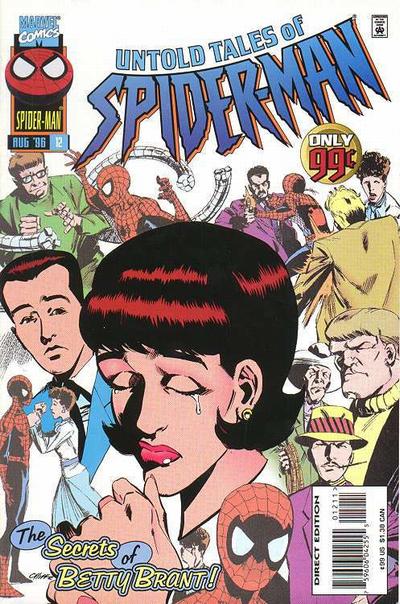 MARVEL
COMICS
SPIDER-MAN
AUG '96 12
UNTOLD TALES OF
SPIDER-MAN
ONLY
99¢
The
Secrets
of
BETTY BRANT!
DIRECT EDITION
01211
¢99 US $1.38 CAN